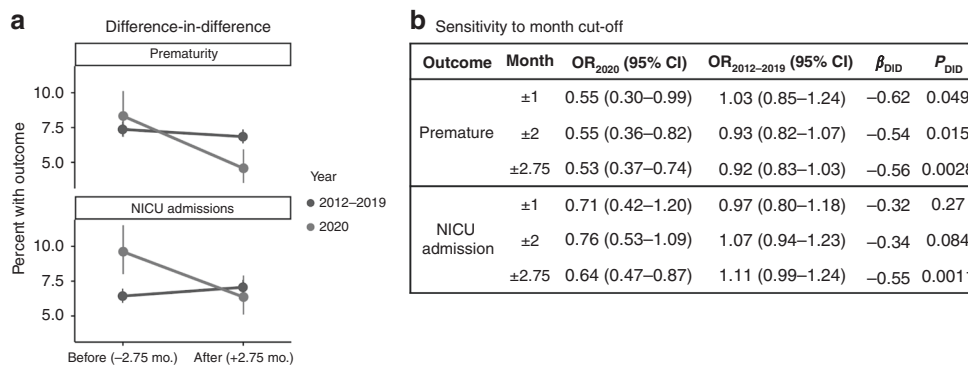 a
Difference-in-difference
Prematurity
10.0
7.5
5.0
NICU admissions
10.0
7.5
5.0
Percent with outcome
Before (–2.75 mo.) After (+2.75 mo.)
Year
2012–2019
2020
b Sensitivity to month cut-off
Outcome Month OR2020 (95% CI) OR2012–2019 (95% CI) βDID PDID
Premature
±1 0.55 (0.30–0.99) 1.03 (0.85–1.24) –0.62 0.049
±2 0.55 (0.36–0.82) 0.93 (0.82–1.07) –0.54 0.015
±2.75 0.53 (0.37–0.74) 0.92 (0.83–1.03) –0.56 0.0028
NICU
admission
±1 0.71 (0.42–1.20) 0.97 (0.80–1.18) –0.32 0.27
±2 0.76 (0.53–1.09) 1.07 (0.94–1.23) –0.34 0.084
±2.75 0.64 (0.47–0.87) 1.11 (0.99–1.24) –0.55 0.0011